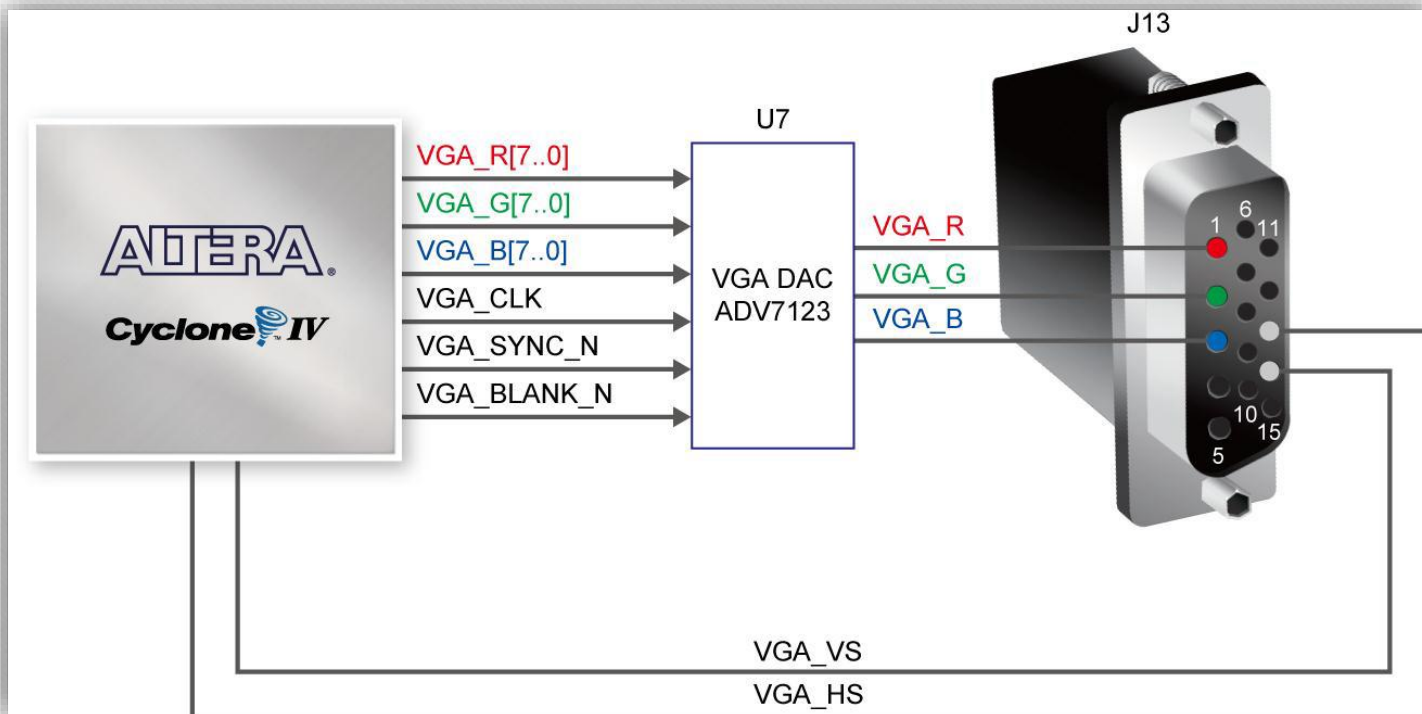 J13
U7
ALTERA®
Cyclone™ IV
VGA_R[7..0]
VGA_G[7..0]
VGA_B[7..0]
VGA_CLK
VGA_SYNC_N
VGA_BLANK_N
VGA DAC
ADV7123
VGA_R
VGA_G
VGA_B
1
6
11
5
10
15
VGA_VS
VGA_HS